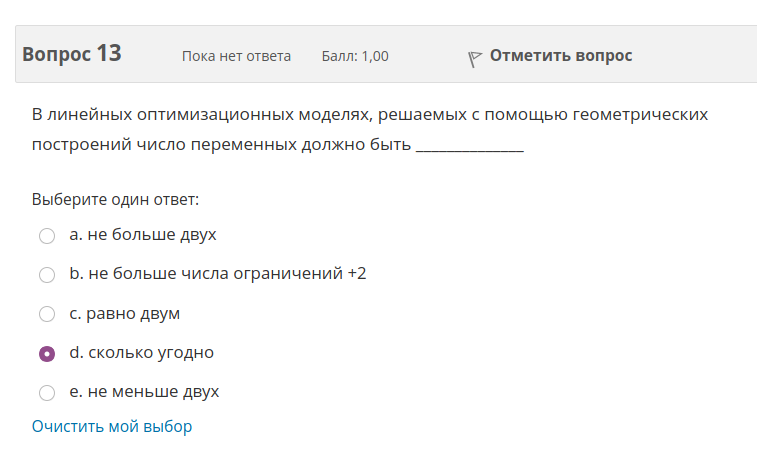 Вопрос 13 Пока нет ответа Балл: 1,00 Отметить вопрос
В линейных оптимизационных моделях, решаемых с помощью геометрических
построений число переменных должно быть ______________
Выберите один ответ:
a. не больше двух
b. не больше числа ограничений +2
c. равно двум
d. сколько угодно
e. не меньше двух
Очистить мой выбор